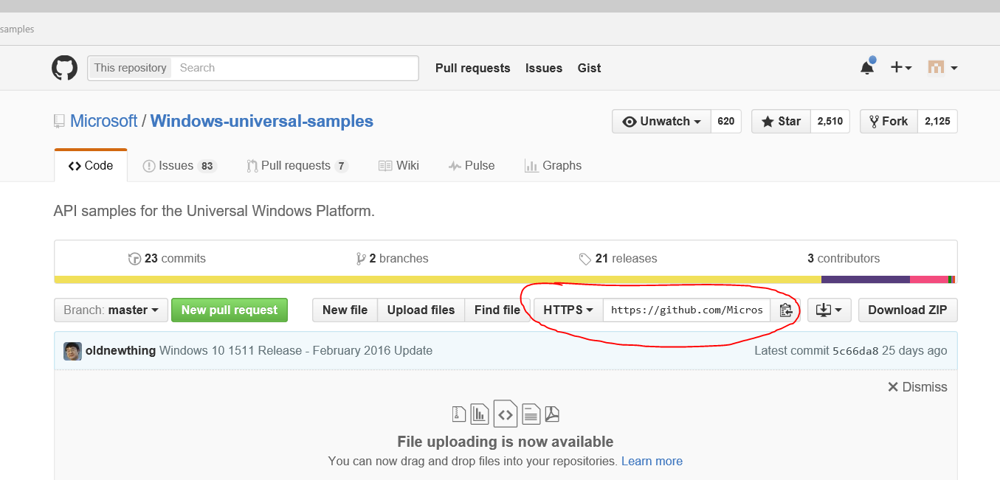 samples
This repository Search Pull requests Issues Gist
Microsoft / Windows-universal-samples Unwatch 620 Star 2,510 Fork 2,125
Code Issues 83 Pull requests 7 Wiki Pulse Graphs
API samples for the Universal Windows Platform.
23 commits 2 branches 21 releases 3 contributors
Branch: master New pull request New file Upload files Find file HTTPS https://github.com/Micros Download ZIP
oldnewthing Windows 10 1511 Release - February 2016 Update Latest commit 5c66da8 25 days ago
Dismiss
File uploading is now available
You can now drag and drop files into your repositories. Learn more